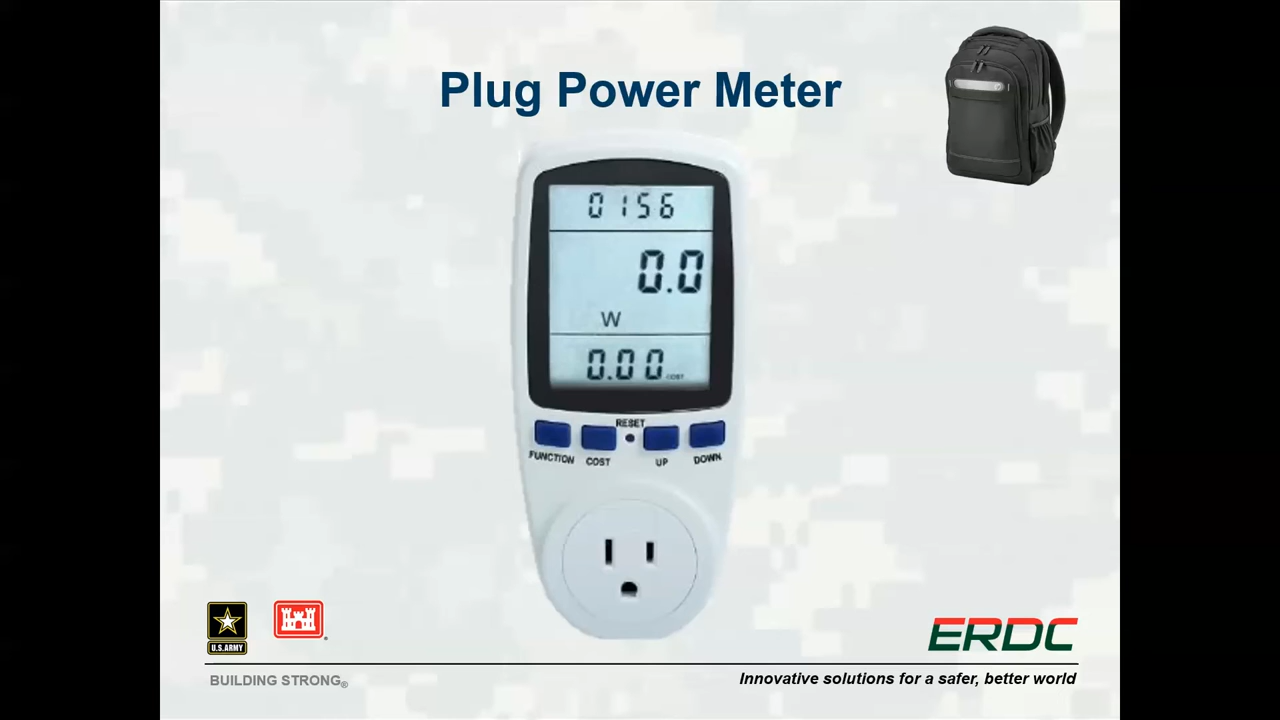 Plug Power Meter
0156
0.0
W
0.00 COST
RESET
FUNCTION COST UP DOWN
U.S.ARMY
BUILDING STRONG®
ERDC
Innovative solutions for a safer, better world